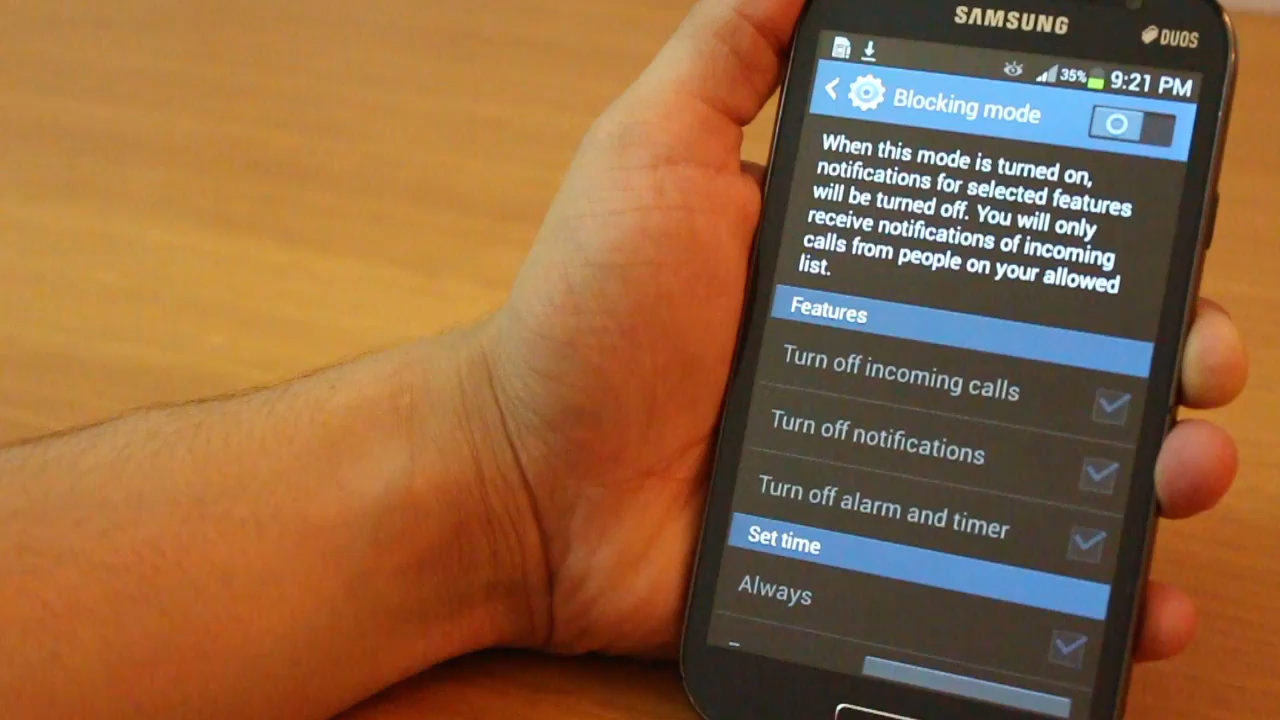 SAMSUNG
DUOS
35% 9:21 PM
Blocking mode
When this mode is turned on,
notifications for selected features
will be turned off. You will only
receive notifications of incoming
calls from people on your allowed
list.
Features
Turn off incoming calls
Turn off notifications
Turn off alarm and timer
Set time
Always